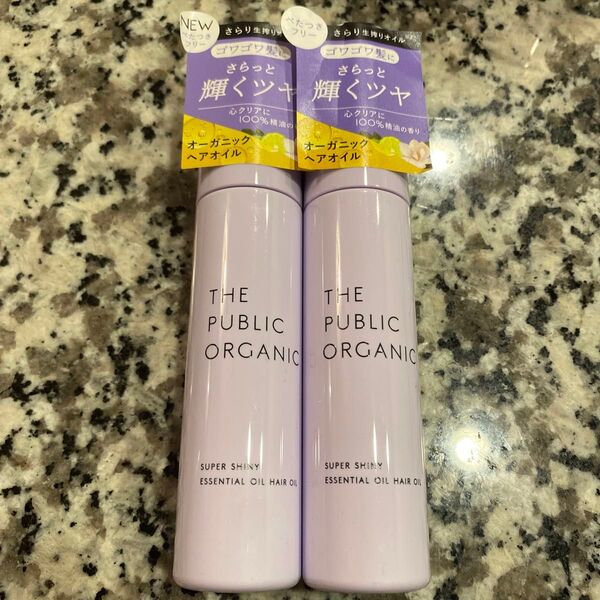 NEW
べたつき
フリー
さらり生搾りオイル
ゴワゴワ髪に
さらっと
輝くツヤ
心クリアに
100%精油の
オーガニック
ヘアオイル
THE
PUBLIC
ORGANIC
SUPER SHINY
ESSENTIAL OIL HAIR OIL
べたつき
フリー
さらり生搾りオイル
ゴワゴワ髪に
さらっと
輝くツヤ
心クリアに
100%精油の香り
オーガニック
ヘアオイル
THE
PUBLIC
ORGANIC
SUPER SHINY
ESSENTIAL OIL HAIR OIL